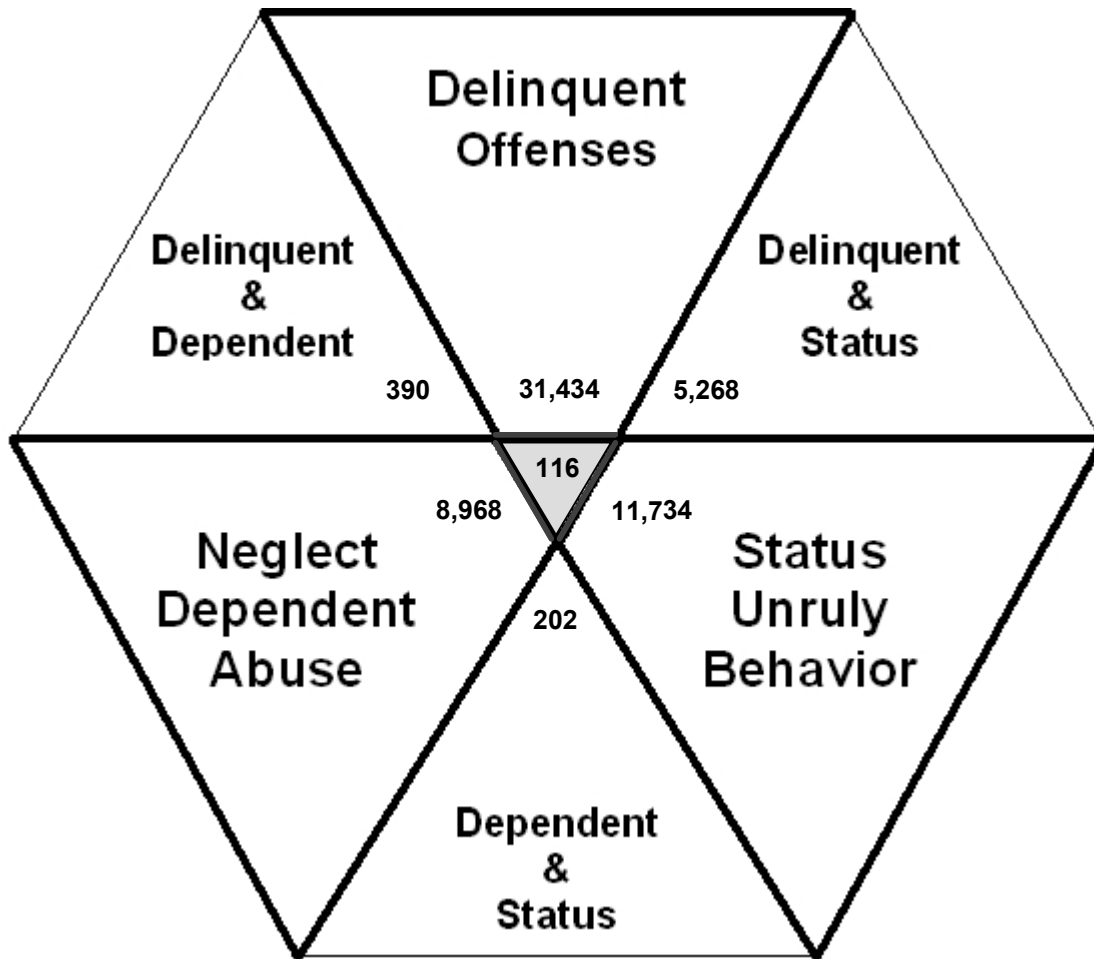 Delinquent
Offenses
Delinquent
&
Dependent
Delinquent
&
Status
390
31,434
5,268
116
8,968
11,734
Neglect
Dependent
Abuse
Status
Unruly
Behavior
202
Dependent
&
Status